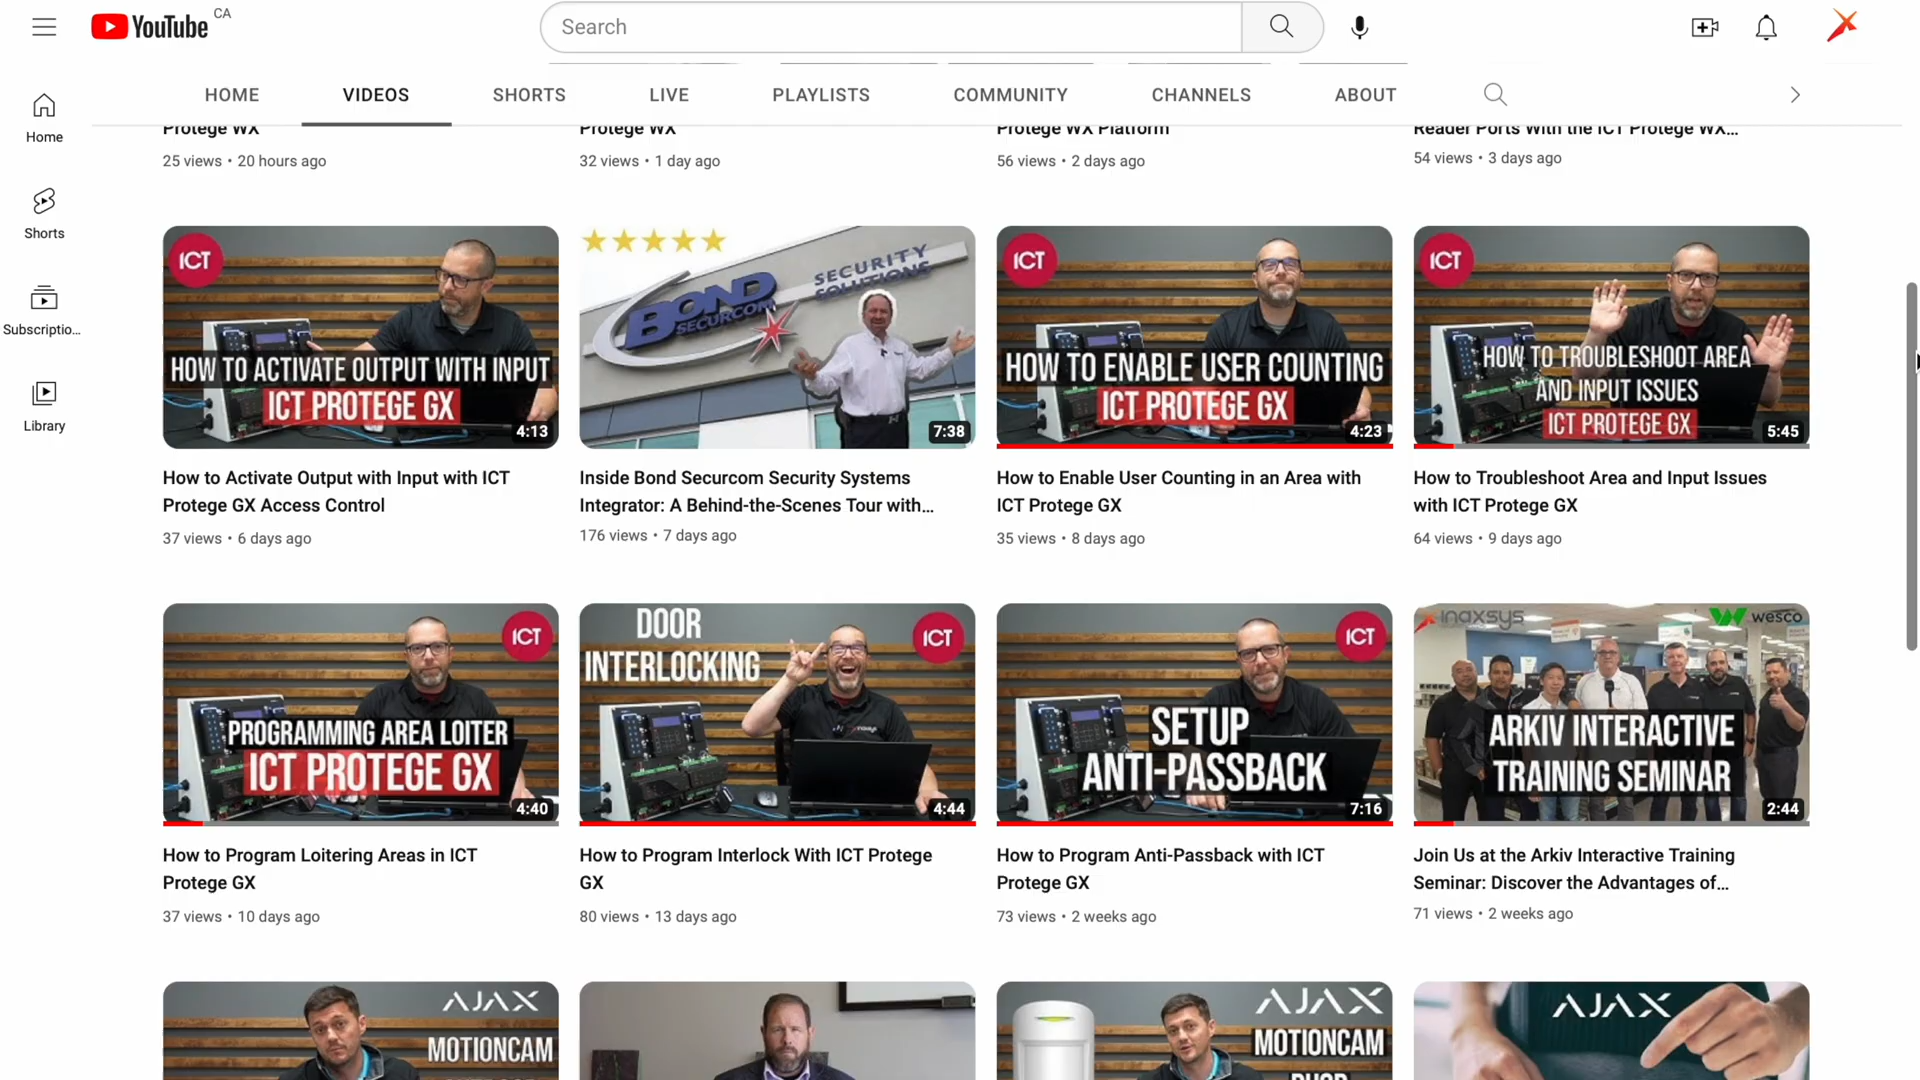 YouTube CA
Search
HOME VIDEOS SHORTS LIVE PLAYLISTS COMMUNITY CHANNELS ABOUT
Home
Shorts
Subscriptio...
Library
Protege WX
25 views • 20 hours ago
Protege WX
32 views • 1 day ago
Protege WX Platform
56 views • 2 days ago
Reader Ports With the ICT Protege WX...
54 views • 3 days ago
ICT
HOW TO ACTIVATE OUTPUT WITH INPUT
ICT PROTEGE GX
4:13
How to Activate Output with Input with ICT
Protege GX Access Control
37 views • 6 days ago
BOND
SECURCOM
SECURITY
SOLUTIONS
7:38
Inside Bond Securcom Security Systems
Integrator: A Behind-the-Scenes Tour with...
176 views • 7 days ago
ICT
HOW TO ENABLE USER COUNTING
ICT PROTEGE GX
4:23
How to Enable User Counting in an Area with
ICT Protege GX
35 views • 8 days ago
ICT
HOW TO TROUBLESHOOT AREA
AND INPUT ISSUES
ICT PROTEGE GX
5:45
How to Troubleshoot Area and Input Issues
with ICT Protege GX
64 views • 9 days ago
ICT
PROGRAMMING AREA LOITER
ICT PROTEGE GX
4:40
How to Program Loitering Areas in ICT
Protege GX
37 views • 10 days ago
DOOR
INTERLOCKING
ICT
4:44
How to Program Interlock With ICT Protege
GX
80 views • 13 days ago
ICT
SETUP
ANTI-PASSBACK
7:16
How to Program Anti-Passback with ICT
Protege GX
73 views • 2 weeks ago
inaxsys
wesco
ARKIV INTERACTIVE
TRAINING SEMINAR
2:44
Join Us at the Arkiv Interactive Training
Seminar: Discover the Advantages of...
71 views • 2 weeks ago
AJAX
MOTIONCAM
AJAX
MOTIONCAM
AJAX